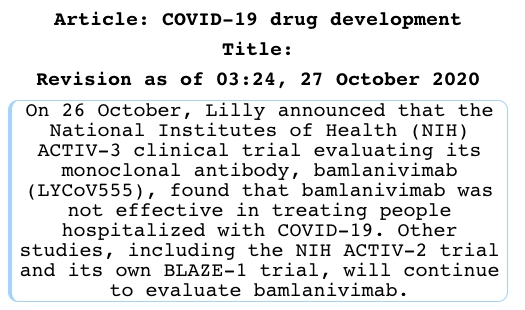 Article: COVID-19 drug development
Title:
Revision as of 03:24, 27 October 2020
On 26 October, Lilly announced that the
National Institutes of Health (NIH)
ACTIV-3 clinical trial evaluating its
monoclonal antibody, bamlanivimab
(LYCoV555), found that bamlanivimab was
not effective in treating people
hospitalized with COVID-19. Other
studies, including the NIH ACTIV-2 trial
and its own BLAZE-1 trial, will continue
to evaluate bamlanivimab.